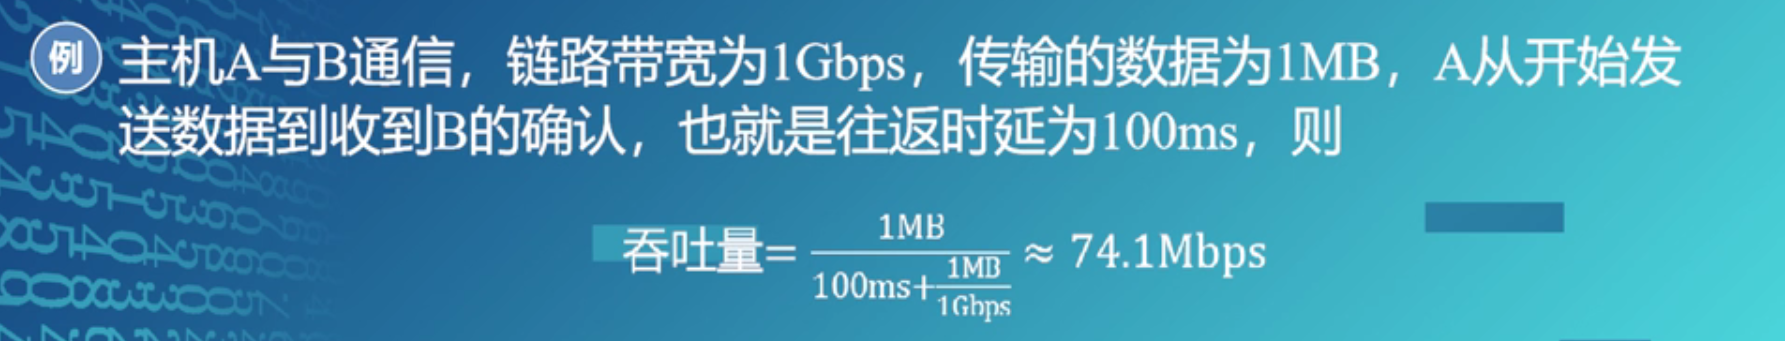 例 主机A与B通信，链路带宽为1Gbps，传输的数据为1MB，A从开始发
送数据到收到B的确认，也就是往返时延为100ms，则
吞吐量= 1MB / (100ms+ 1MB / 1Gbps) ≈ 74.1Mbps